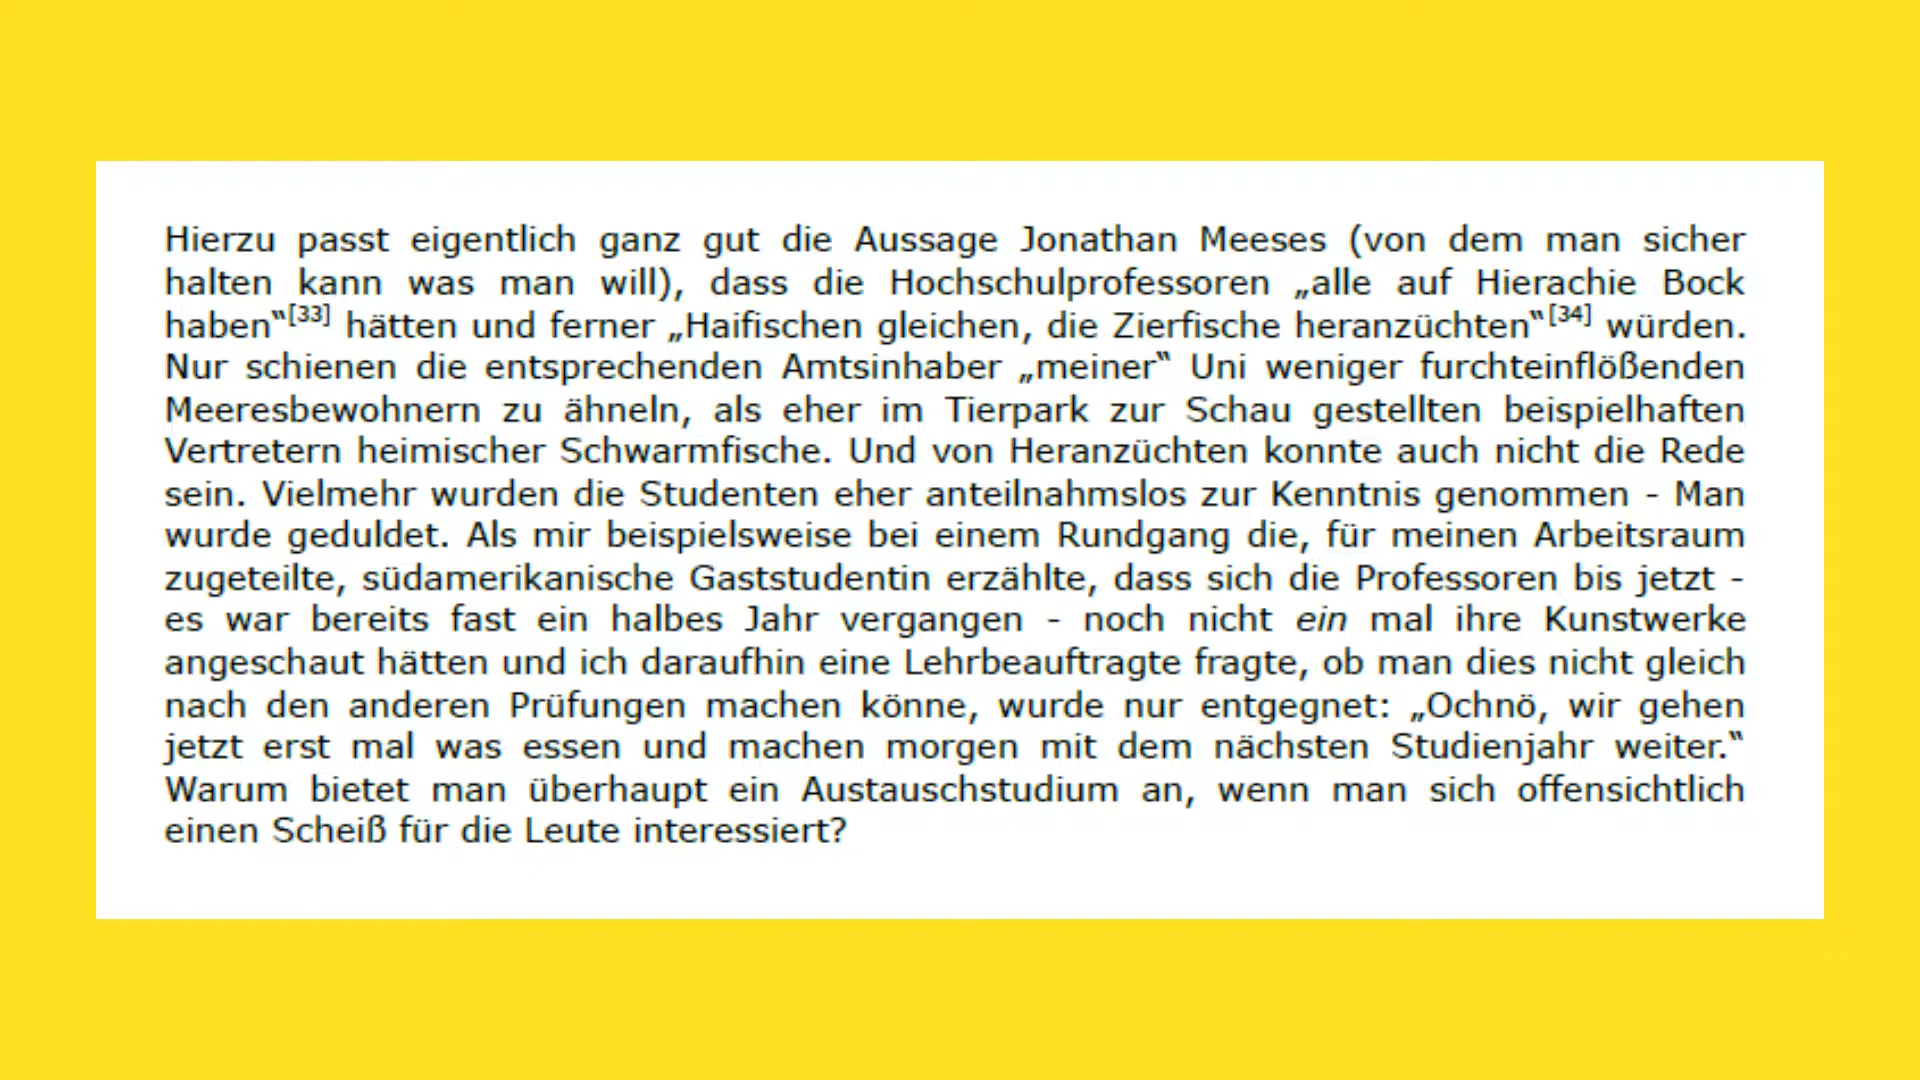 Hierzu passt eigentlich ganz gut die Aussage Jonathan Meeses (von dem man sicher
halten kann was man will), dass die Hochschulprofessoren „alle auf Hierachie Bock
haben“[33] hätten und ferner „Haifischen gleichen, die Zierfische heranzüchten“[34] würden.
Nur schienen die entsprechenden Amtsinhaber „meiner“ Uni weniger furchteinflößenden
Meeresbewohnern zu ähneln, als eher im Tierpark zur Schau gestellten beispielhaften
Vertretern heimischer Schwarmfische. Und von Heranzüchten konnte auch nicht die Rede
sein. Vielmehr wurden die Studenten eher anteilnahmslos zur Kenntnis genommen - Man
wurde geduldet. Als mir beispielsweise bei einem Rundgang die, für meinen Arbeitsraum
zugeteilte, südamerikanische Gaststudentin erzählte, dass sich die Professoren bis jetzt -
es war bereits fast ein halbes Jahr vergangen - noch nicht ein mal ihre Kunstwerke
angeschaut hätten und ich daraufhin eine Lehrbeauftragte fragte, ob man dies nicht gleich
nach den anderen Prüfungen machen könne, wurde nur entgegnet: „Ochnö, wir gehen
jetzt erst mal was essen und machen morgen mit dem nächsten Studienjahr weiter.“
Warum bietet man überhaupt ein Austauschstudium an, wenn man sich offensichtlich
einen Scheiß für die Leute interessiert?